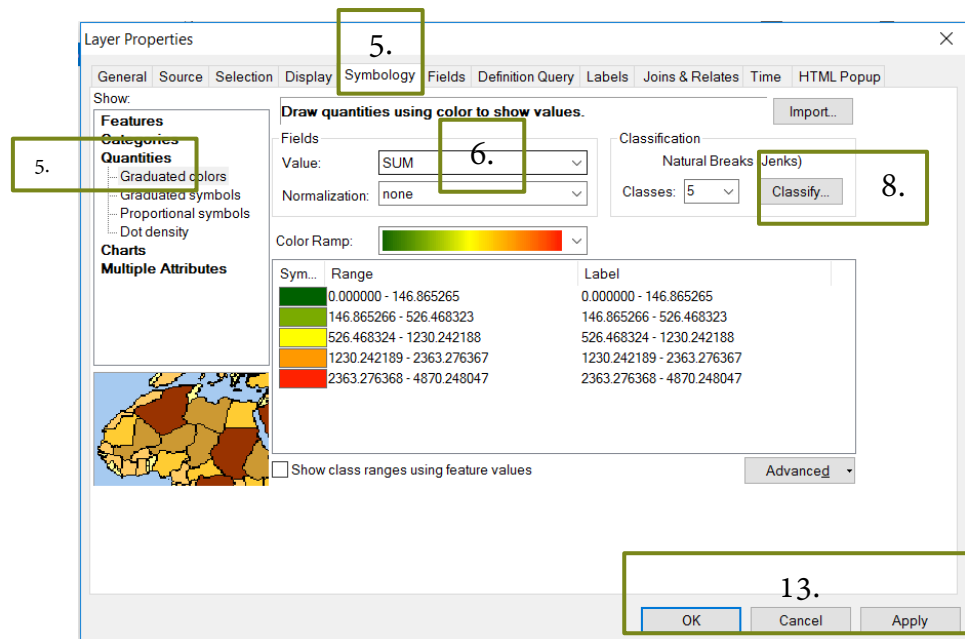 5.
Layer Properties
General Source Selection Display Symbology Fields Definition Query Labels Joins & Relates Time HTML Popup
Show:
Features
Categories
5.
Quantities
Graduated colors
Graduated symbols
Proportional symbols
Dot density
Charts
Multiple Attributes
Draw quantities using color to show values.
Import...
Fields
Value: SUM
6.
Normalization: none
Classification
Natural Breaks (Jenks)
Classes: 5 Classify...
8.
Color Ramp:
Sym... Range Label
0.000000 - 146.865265 0.000000 - 146.865265
146.865266 - 526.468323 146.865266 - 526.468323
526.468324 - 1230.242188 526.468324 - 1230.242188
1230.242189 - 2363.276367 1230.242189 - 2363.276367
2363.276368 - 4870.248047 2363.276368 - 4870.248047
Show class ranges using feature values
Advanced
13.
OK Cancel Apply